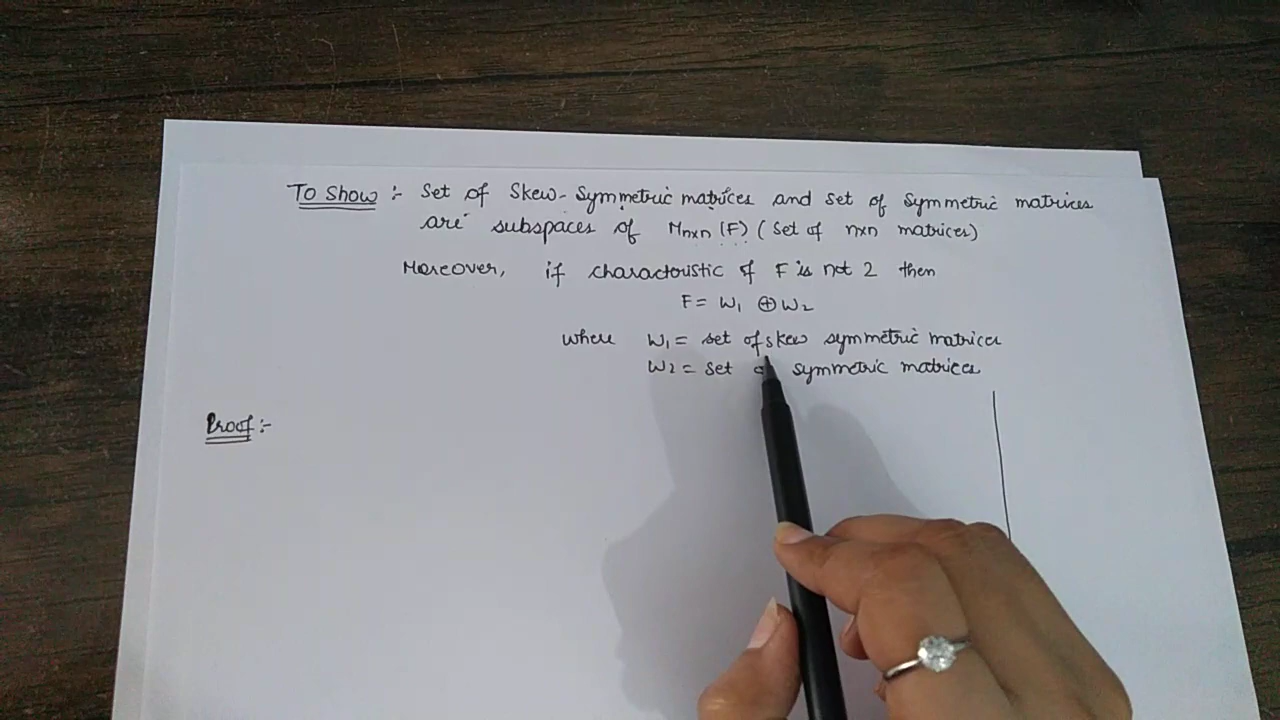 To Show :- Set of Skew-Symmetric matrices and Set of Symmetric matrices
are subspaces of Mnxn (F) (Set of nxn matrices)
Moreover, if characteristic of F is not 2 then
F = W1 ⊕ W2
where W1 = set of skew symmetric matrices
W2 = set symmetric matrices
Proof :-